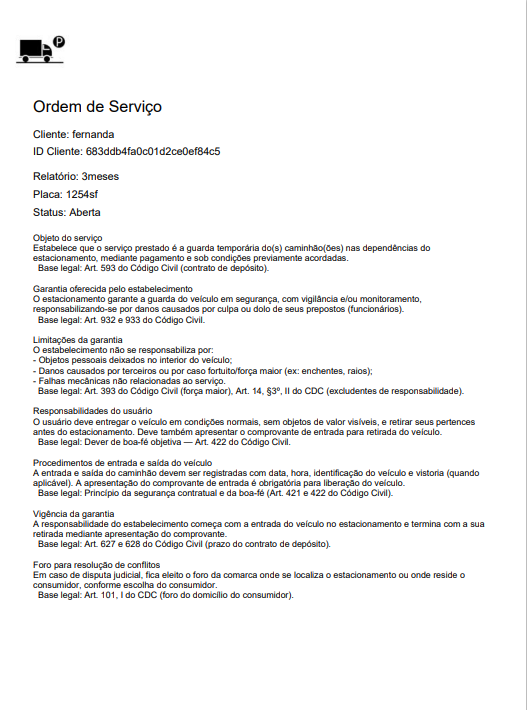 P
Ordem de Serviço
Cliente: fernanda
ID Cliente: 683ddb4fa0c01d2ce0ef84c5
Relatório: 3meses
Placa: 1254sf
Status: Aberta
Objeto do serviço
Estabelece que o serviço prestado é a guarda temporária do(s) caminhão(ões) nas dependências do
estacionamento, mediante pagamento e sob condições previamente acordadas.
Base legal: Art. 593 do Código Civil (contrato de depósito).
Garantia oferecida pelo estabelecimento
O estacionamento garante a guarda do veículo em segurança, com vigilância e/ou monitoramento,
responsabilizando-se por danos causados por culpa ou dolo de seus prepostos (funcionários).
Base legal: Art. 932 e 933 do Código Civil.
Limitações da garantia
O estabelecimento não se responsabiliza por:
- Objetos pessoais deixados no interior do veículo;
- Danos causados por terceiros ou por caso fortuito/força maior (ex: enchentes, raios);
- Falhas mecânicas não relacionadas ao serviço.
Base legal: Art. 393 do Código Civil (força maior), Art. 14, §3º, II do CDC (excludentes de responsabilidade).
Responsabilidades do usuário
O usuário deve entregar o veículo em condições normais, sem objetos de valor visíveis, e retirar seus pertences
antes do estacionamento. Deve também apresentar o comprovante de entrada para retirada do veículo.
Base legal: Dever de boa-fé objetiva — Art. 422 do Código Civil.
Procedimentos de entrada e saída do veículo
A entrada e saída do caminhão devem ser registradas com data, hora, identificação do veículo e vistoria (quando
aplicável). A apresentação do comprovante de entrada é obrigatória para liberação do veículo.
Base legal: Princípio da segurança contratual e da boa-fé (Art. 421 e 422 do Código Civil).
Vigência da garantia
A responsabilidade do estabelecimento começa com a entrada do veículo no estacionamento e termina com a sua
retirada mediante apresentação do comprovante.
Base legal: Art. 627 e 628 do Código Civil (prazo do contrato de depósito).
Foro para resolução de conflitos
Em caso de disputa judicial, fica eleito o foro da comarca onde se localiza o estacionamento ou onde reside o
consumidor, conforme escolha do consumidor.
Base legal: Art. 101, I do CDC (foro do domicílio do consumidor).